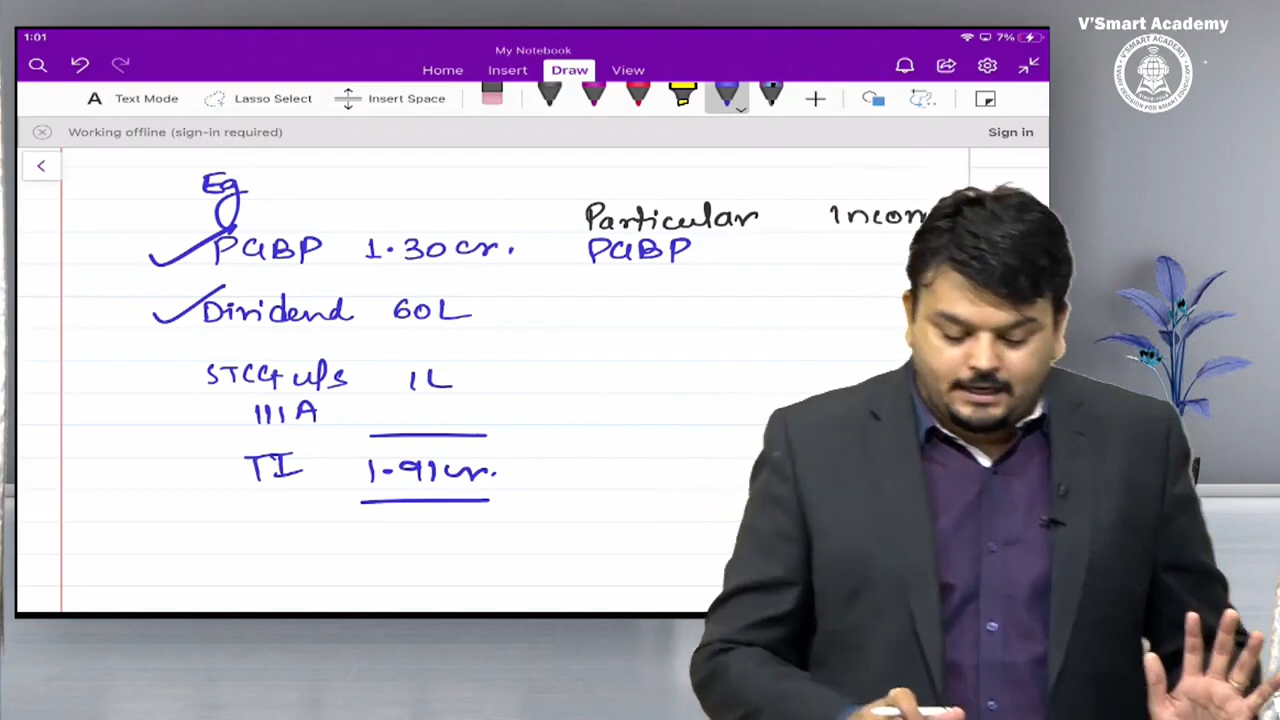 V'Smart Academy
1:01
7%
My Notebook
Home Insert Draw View
Text Mode Lasso Select Insert Space
Working offline (sign-in required) Sign in
Eg
Particular Incom
PGBP 1.30 cr. PGBP
Dividend 60L
STCG u/s 1L
111A
TI 1.91 cr.